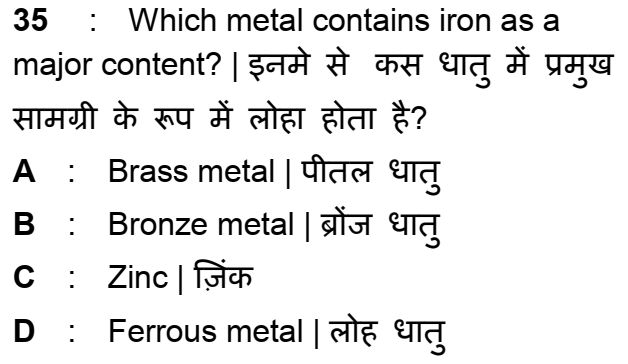 35 : Which metal contains iron as a
major content? | इनमे से कस धातु में प्रमुख
सामग्री के रूप में लोहा होता है?
A : Brass metal | पीतल धातु
B : Bronze metal | ब्रोंज धातु
C : Zinc | ज़िंक
D : Ferrous metal | लोह धातु